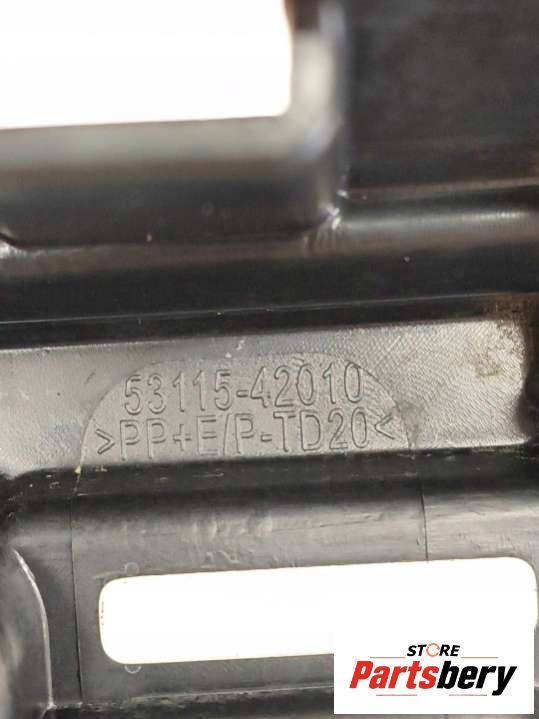 53115-42010
>PP+E/P-TD20<
STORE
Partsbery